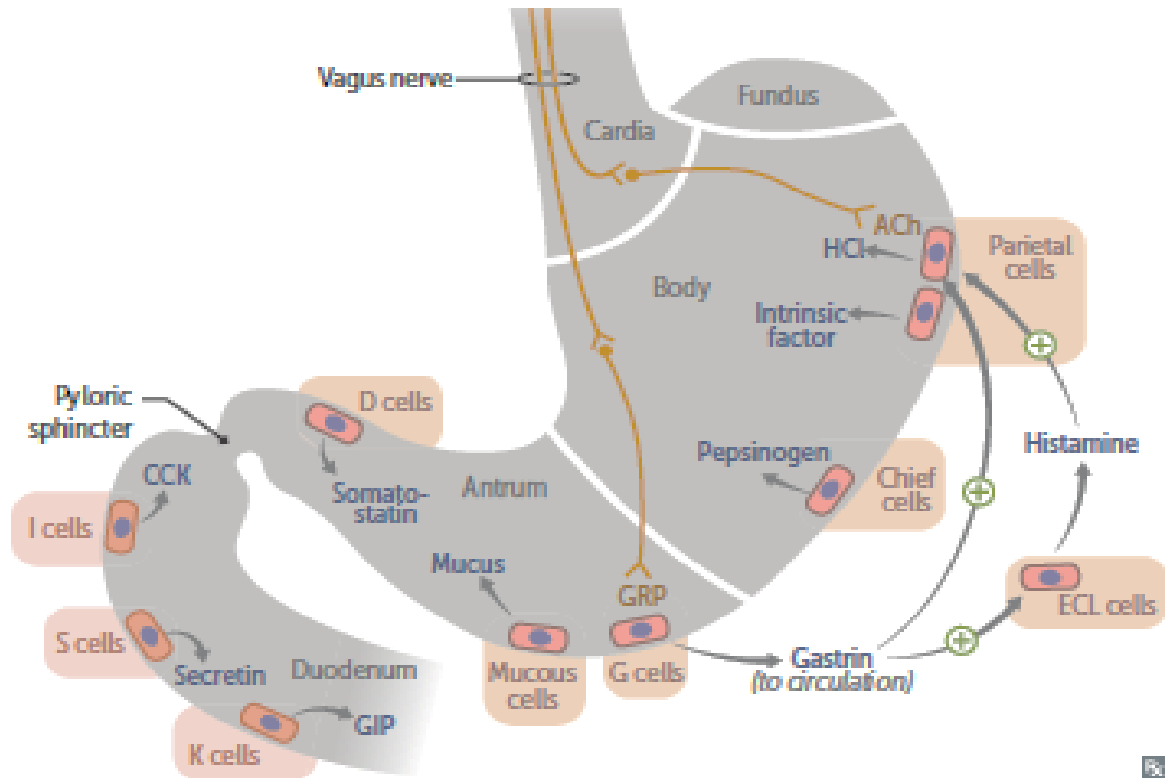 Vagus nerve
Fundus
Cardia
ACh
HCl
Parietal
cells
Body
Intrinsic
factor
Pyloric
sphincter
D cells
CCK
Somato-
statin
Antrum
Pepsinogen
Chief
cells
Histamine
I cells
Mucus
GRP
ECL cells
S cells
Secretin
Duodenum
Mucous
cells
G cells
Gastrin
(to circulation)
GIP
K cells